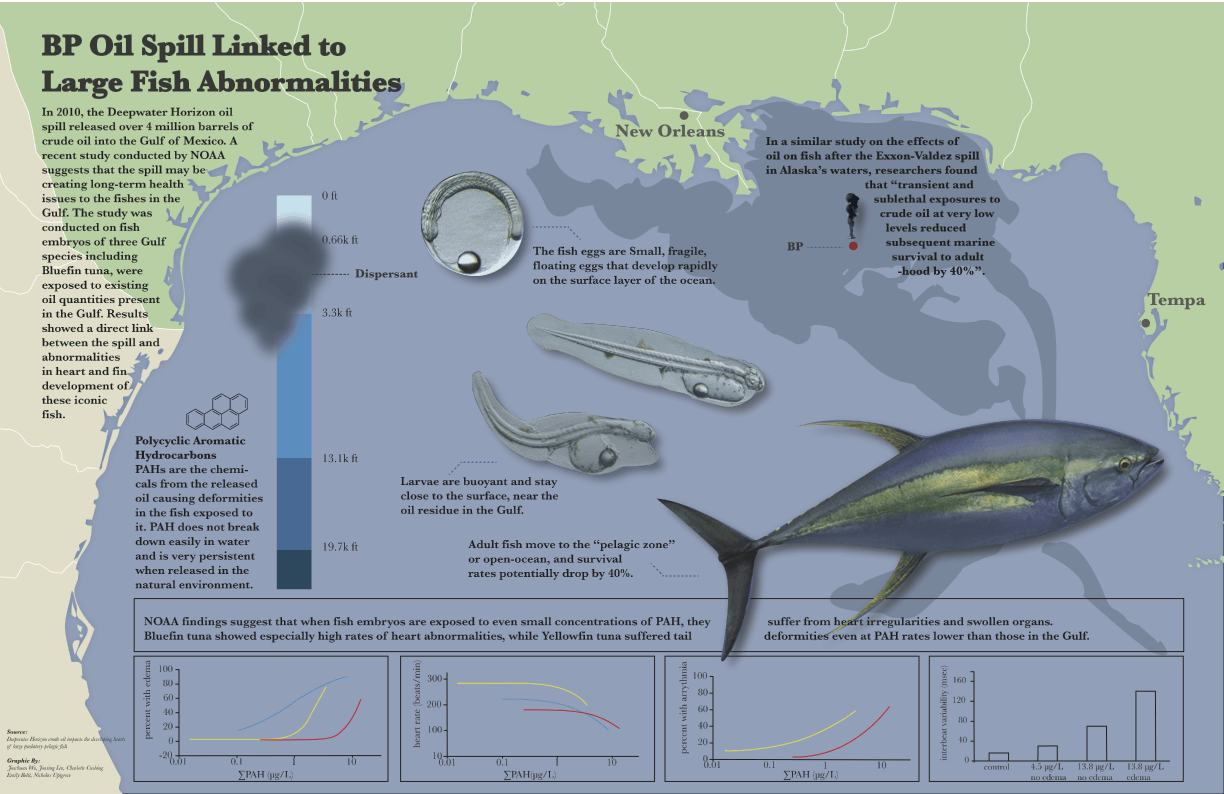 BP Oil Spill Linked to
Large Fish Abnormalities
In 2010, the Deepwater Horizon oil
spill released over 4 million barrels of
crude oil into the Gulf of Mexico. A
recent study conducted by NOAA
suggests that the spill may be
creating long-term health
issues to the fishes in the
Gulf. The study was
conducted on fish
embryos of three Gulf
species including
Bluefin tuna, were
exposed to existing
oil quantities present
in the Gulf. Results
showed a direct link
between the spill and
abnormalities
in heart and fin
development of
these iconic
fish.
0 ft
0.66k ft
Dispersant
3.3k ft
13.1k ft
19.7k ft
Polycyclic Aromatic
Hydrocarbons
PAHs are the chemi-
cals from the released
oil causing deformities
in the fish exposed to
it. PAH does not break
down easily in water
and is very persistent
when released in the
natural environment.
New Orleans
The fish eggs are Small, fragile,
floating eggs that develop rapidly
on the surface layer of the ocean.
In a similar study on the effects of
oil on fish after the Exxon-Valdez spill
in Alaska's waters, researchers found
that “transient and
sublethal exposures to
crude oil at very low
levels reduced
subsequent marine
survival to adult
-hood by 40%”.
BP
Tempa
Larvae are buoyant and stay
close to the surface, near the
oil residue in the Gulf.
Adult fish move to the “pelagic zone”
or open-ocean, and survival
rates potentially drop by 40%.
NOAA findings suggest that when fish embryos are exposed to even small concentrations of PAH, they suffer from heart irregularities and swollen organs.
Bluefin tuna showed especially high rates of heart abnormalities, while Yellowfin tuna suffered tail deformities even at PAH rates lower than those in the Gulf.
percent with edema
100
80
60
40
20
0
-20
0.01
0.1
1
10
∑PAH (µg/L)
heart rate (beats/min)
300
200
100
10
0.01
0.1
1
10
∑PAH(µg/L)
percent with arrythnia
100
80
60
40
20
0
0.01
0.1
1
10
∑PAH (µg/L)
interbeat variability (msec)
160
120
80
40
0
control
4.5 µg/L
no edema
13.8 µg/L
no edema
13.8 µg/L
edema
Source:
Deepwater Horizon crude oil impacts the developing hearts
of large predatory pelagic fish
Graphic By: